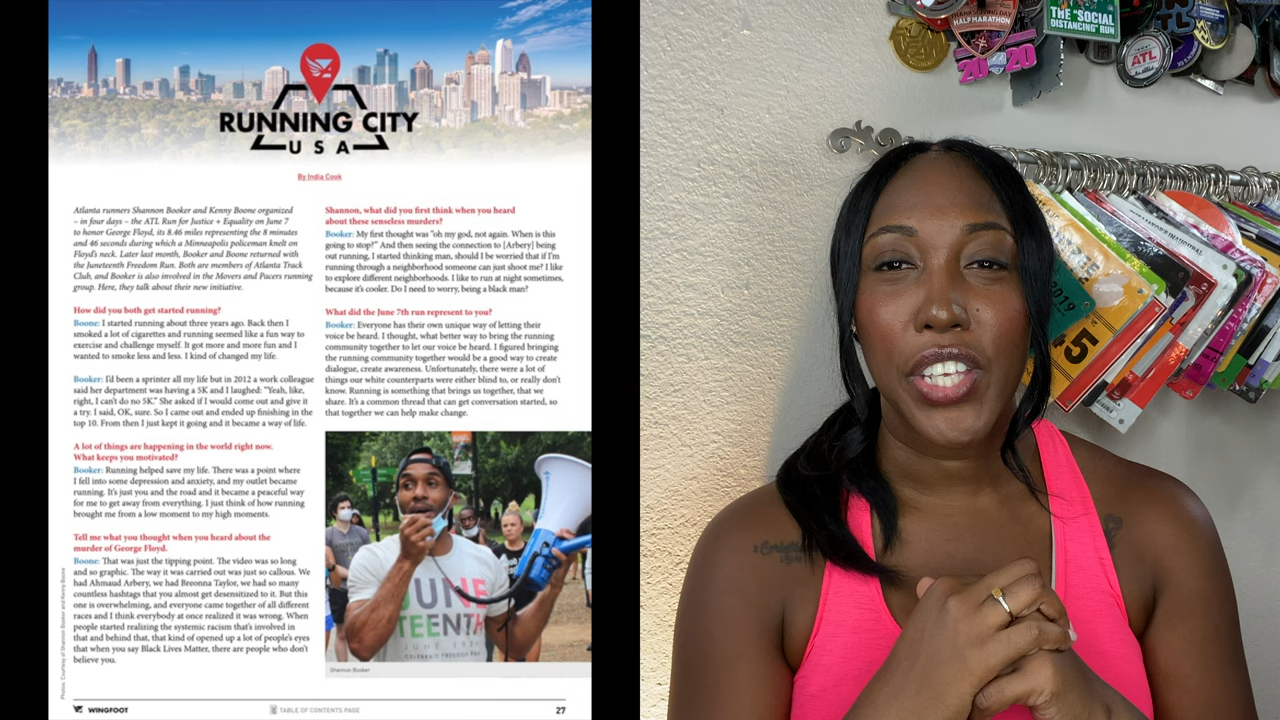 RUNNING CITY
USA
By India Cook
Atlanta runners Shannon Booker and Kenny Boone organized
– in four days – the ATL Run for Justice + Equality on June 7
to honor George Floyd, its 8.46 miles representing the 8 minutes
and 46 seconds during which a Minneapolis policeman knelt on
Floyd's neck. Later last month, Booker and Boone returned with
the Juneteenth Freedom Run. Both are members of Atlanta Track
Club, and Booker is also involved in the Movers and Pacers running
group. Here, they talk about their new initiative.
How did you both get started running?
Boone: I started running about three years ago. Back then I
smoked a lot of cigarettes and running seemed like a fun way to
exercise and challenge myself. It got more and more fun and I
wanted to smoke less and less. I kind of changed my life.
Booker: I'd been a sprinter all my life but in 2012 a work colleague
said her department was having a 5K and I laughed: "Yeah, like,
right, I can't do no 5K." She asked if I would come out and give it
a try. I said, OK, sure. So I came out and ended up finishing in the
top 10. From then I just kept it going and it became a way of life.
A lot of things are happening in the world right now.
What keeps you motivated?
Booker: Running helped save my life. There was a point where
I fell into some depression and anxiety, and my outlet became
running. It's just you and the road and it became a peaceful way
for me to get away from everything. I just think of how running
brought me from a low moment to my high moments.
Tell me what you thought when you heard about the
murder of George Floyd.
Boone: That was just the tipping point. The video was so long
and so graphic. The way it was carried out was just so callous. We
had Ahmaud Arbery, we had Breonna Taylor, we had so many
countless hashtags that you almost get desensitized to it. But this
one is overwhelming, and everyone came together of all different
races and I think everybody at once realized it was wrong. When
people started realizing the systemic racism that's involved in
that and behind that, that kind of opened up a lot of people's eyes
that when you say Black Lives Matter, there are people who don't
believe you.
Shannon, what did you first think when you heard
about these senseless murders?
Booker: My first thought was "oh my god, not again. When is this
going to stop?" And then seeing the connection to [Arbery] being
out running, I started thinking man, should I be worried that if I'm
running through a neighborhood someone can just shoot me? I like
to explore different neighborhoods. I like to run at night sometimes,
because it's cooler. Do I need to worry, being a black man?
What did the June 7th run represent to you?
Booker: Everyone has their own unique way of letting their
voice be heard. I thought, what better way to bring the running
community together to let our voice be heard. I figured bringing
the running community together would be a good way to create
dialogue, create awareness. Unfortunately, there were a lot of
things our white counterparts were either blind to, or really don't
know. Running is something that brings us together, that we
share. It's a common thread that can get conversation started, so
that together we can help make change.
JUNE
TEENTH
CELEBRATE FREEDOM
Shannon Booker
Photos: Courtesy of Shannon Booker and Kenny Boone
WINGFOOT
TABLE OF CONTENTS PAGE
27
THANKSGIVING DAY
HALF MARATHON
2020
THE "SOCIAL
DISTANCING" RUN
ATL
2019